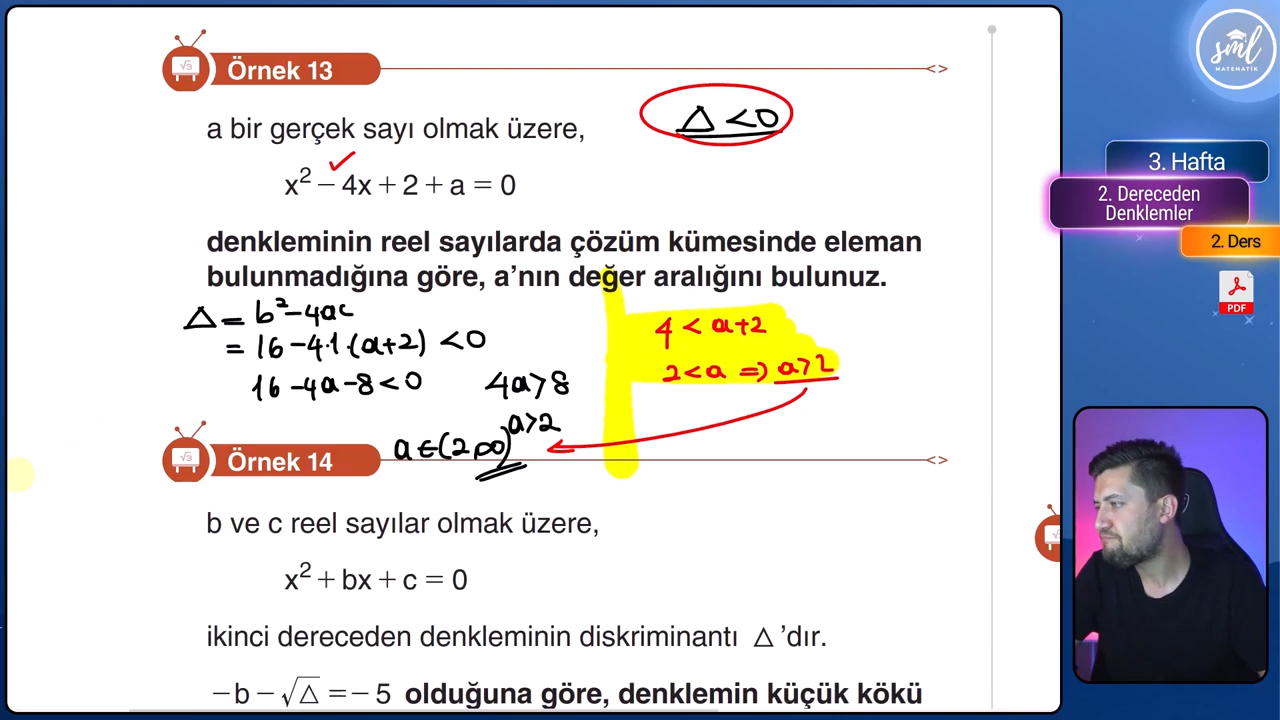 Örnek 13
< >
a bir gerçek sayı olmak üzere,
△ < 0
x² − 4x + 2 + a = 0
denkleminin reel sayılarda çözüm kümesinde eleman
bulunmadığına göre, a’nın değer aralığını bulunuz.
△ = b² − 4ac
= 16 − 4·1·(a+2) < 0
16 − 4a − 8 < 0
4a > 8
a > 2
a ∈ (2, ∞)
4 < a+2
2 < a ⇒ a > 2
Örnek 14
< >
b ve c reel sayılar olmak üzere,
x² + bx + c = 0
ikinci dereceden denkleminin diskriminantı △ ’dır.
−b − √△ = − 5 olduğuna göre, denklemin küçük kökü
sml
MATEMATİK
3. Hafta
2. Dereceden
Denklemler
2. Ders
PDF